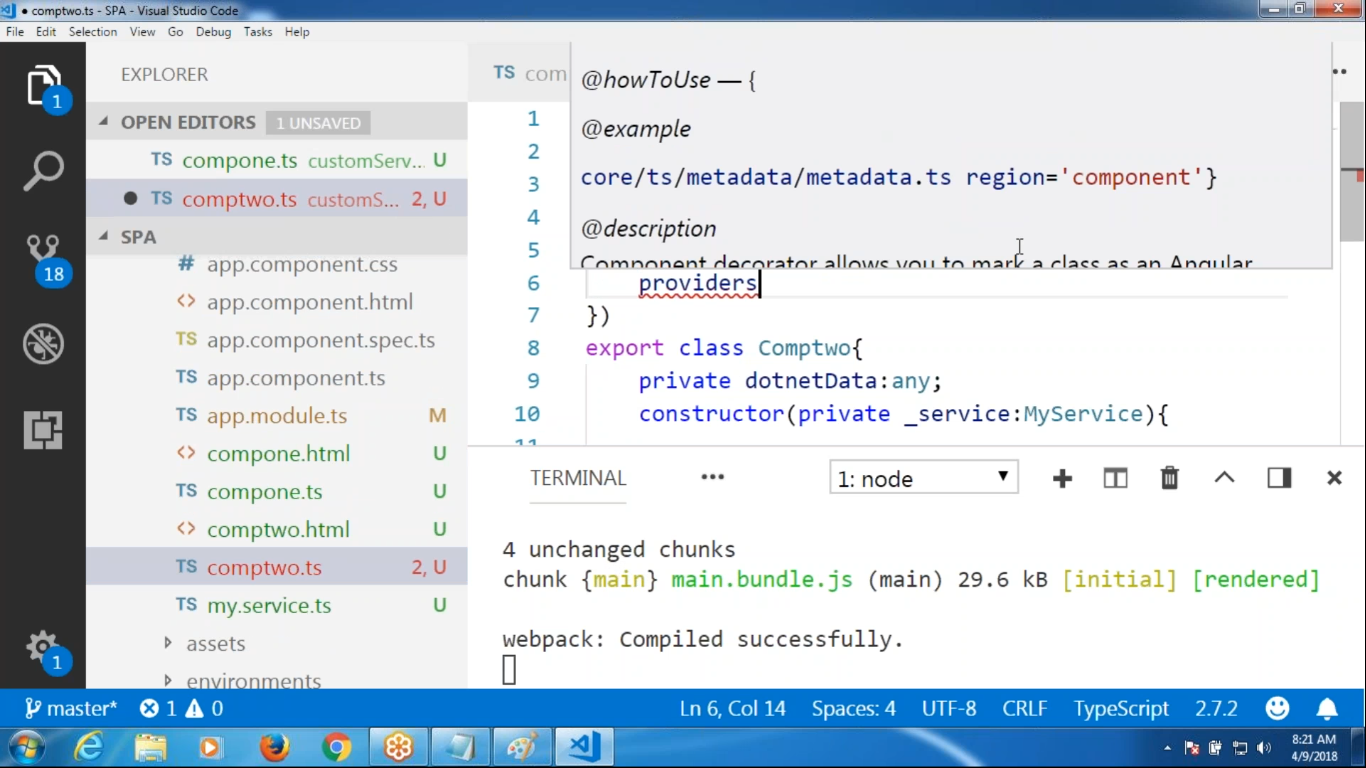 comptwo.ts - SPA - Visual Studio Code
File Edit Selection View Go Debug Tasks Help
EXPLORER
OPEN EDITORS 1 UNSAVED
TS compone.ts customServ... U
TS comptwo.ts customS... 2, U
SPA
# app.component.css
<> app.component.html
TS app.component.spec.ts
TS app.component.ts
TS app.module.ts M
<> compone.html U
TS compone.ts U
<> comptwo.html U
TS comptwo.ts 2, U
TS my.service.ts U
assets
environments
1
18
1
TS com
@howToUse — {
@example
core/ts/metadata/metadata.ts region='component'}
@description
Component decorator allows you to mark a class as an Angular
1
2
3
4
5
6 providers
7 })
8 export class Comptwo{
9 private dotnetData:any;
10 constructor(private _service:MyService){
11
TERMINAL ••• 1: node
4 unchanged chunks
chunk {main} main.bundle.js (main) 29.6 kB [initial] [rendered]
webpack: Compiled successfully.
master* 1 0 Ln 6, Col 14 Spaces: 4 UTF-8 CRLF TypeScript 2.7.2
8:21 AM
4/9/2018